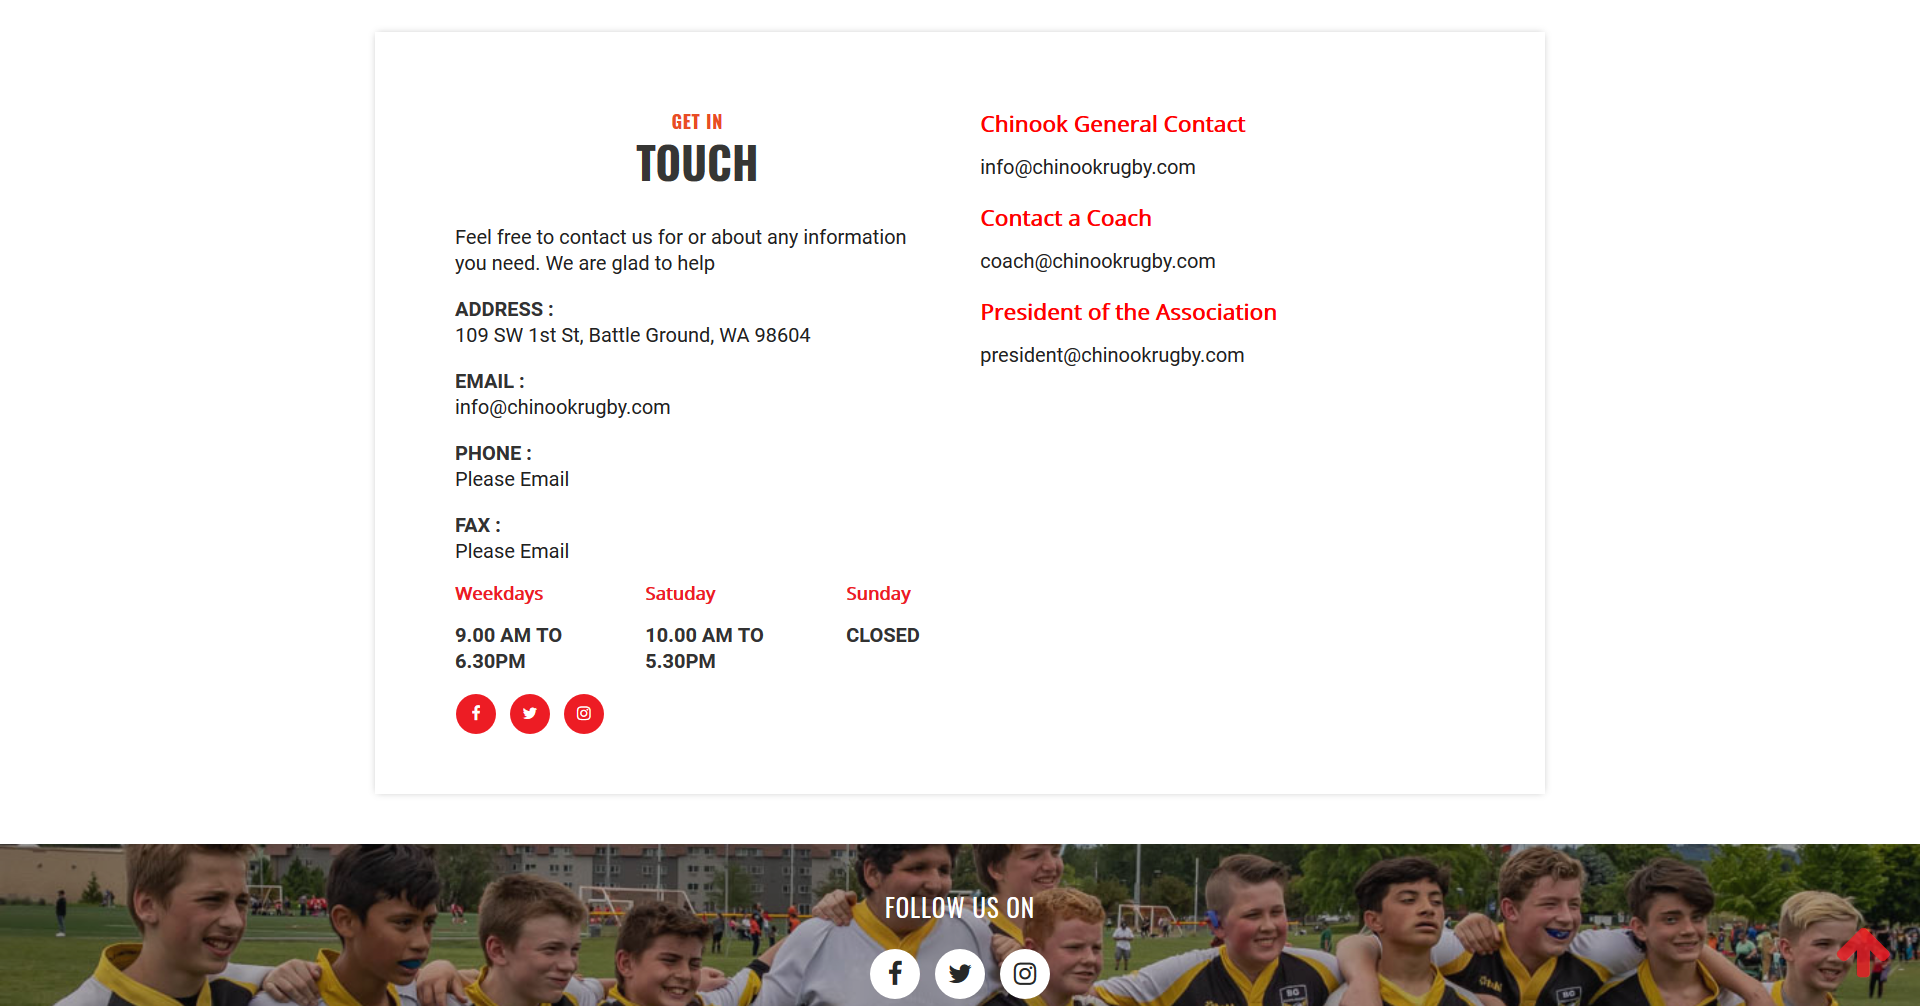 GET IN
TOUCH
Feel free to contact us for or about any information
you need. We are glad to help
ADDRESS :
109 SW 1st St, Battle Ground, WA 98604
EMAIL :
info@chinookrugby.com
PHONE :
Please Email
FAX :
Please Email
Weekdays
9.00 AM TO
6.30PM
Satuday
10.00 AM TO
5.30PM
Sunday
CLOSED
Chinook General Contact
info@chinookrugby.com
Contact a Coach
coach@chinookrugby.com
President of the Association
president@chinookrugby.com
FOLLOW US ON
BG
BG